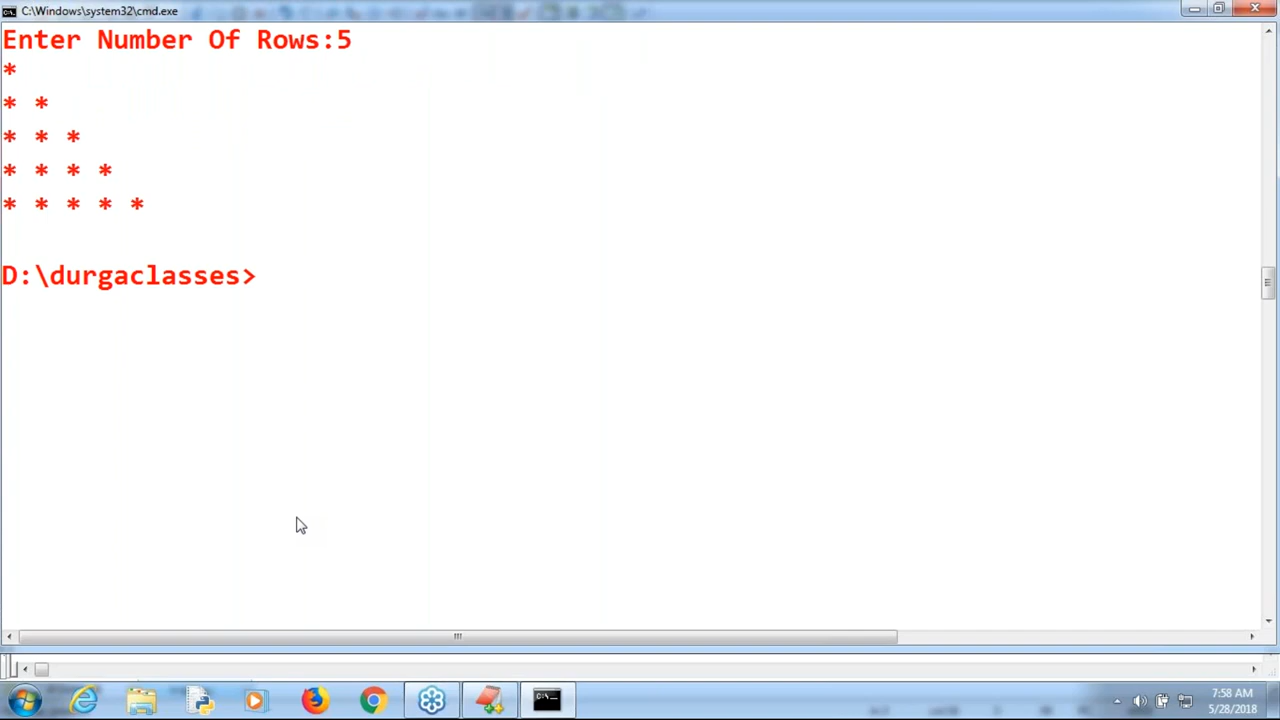 C:\Windows\system32\cmd.exe
Enter Number Of Rows:5
*
* *
* * *
* * * *
* * * * *
D:\durgaclasses>
7:58 AM
5/28/2018